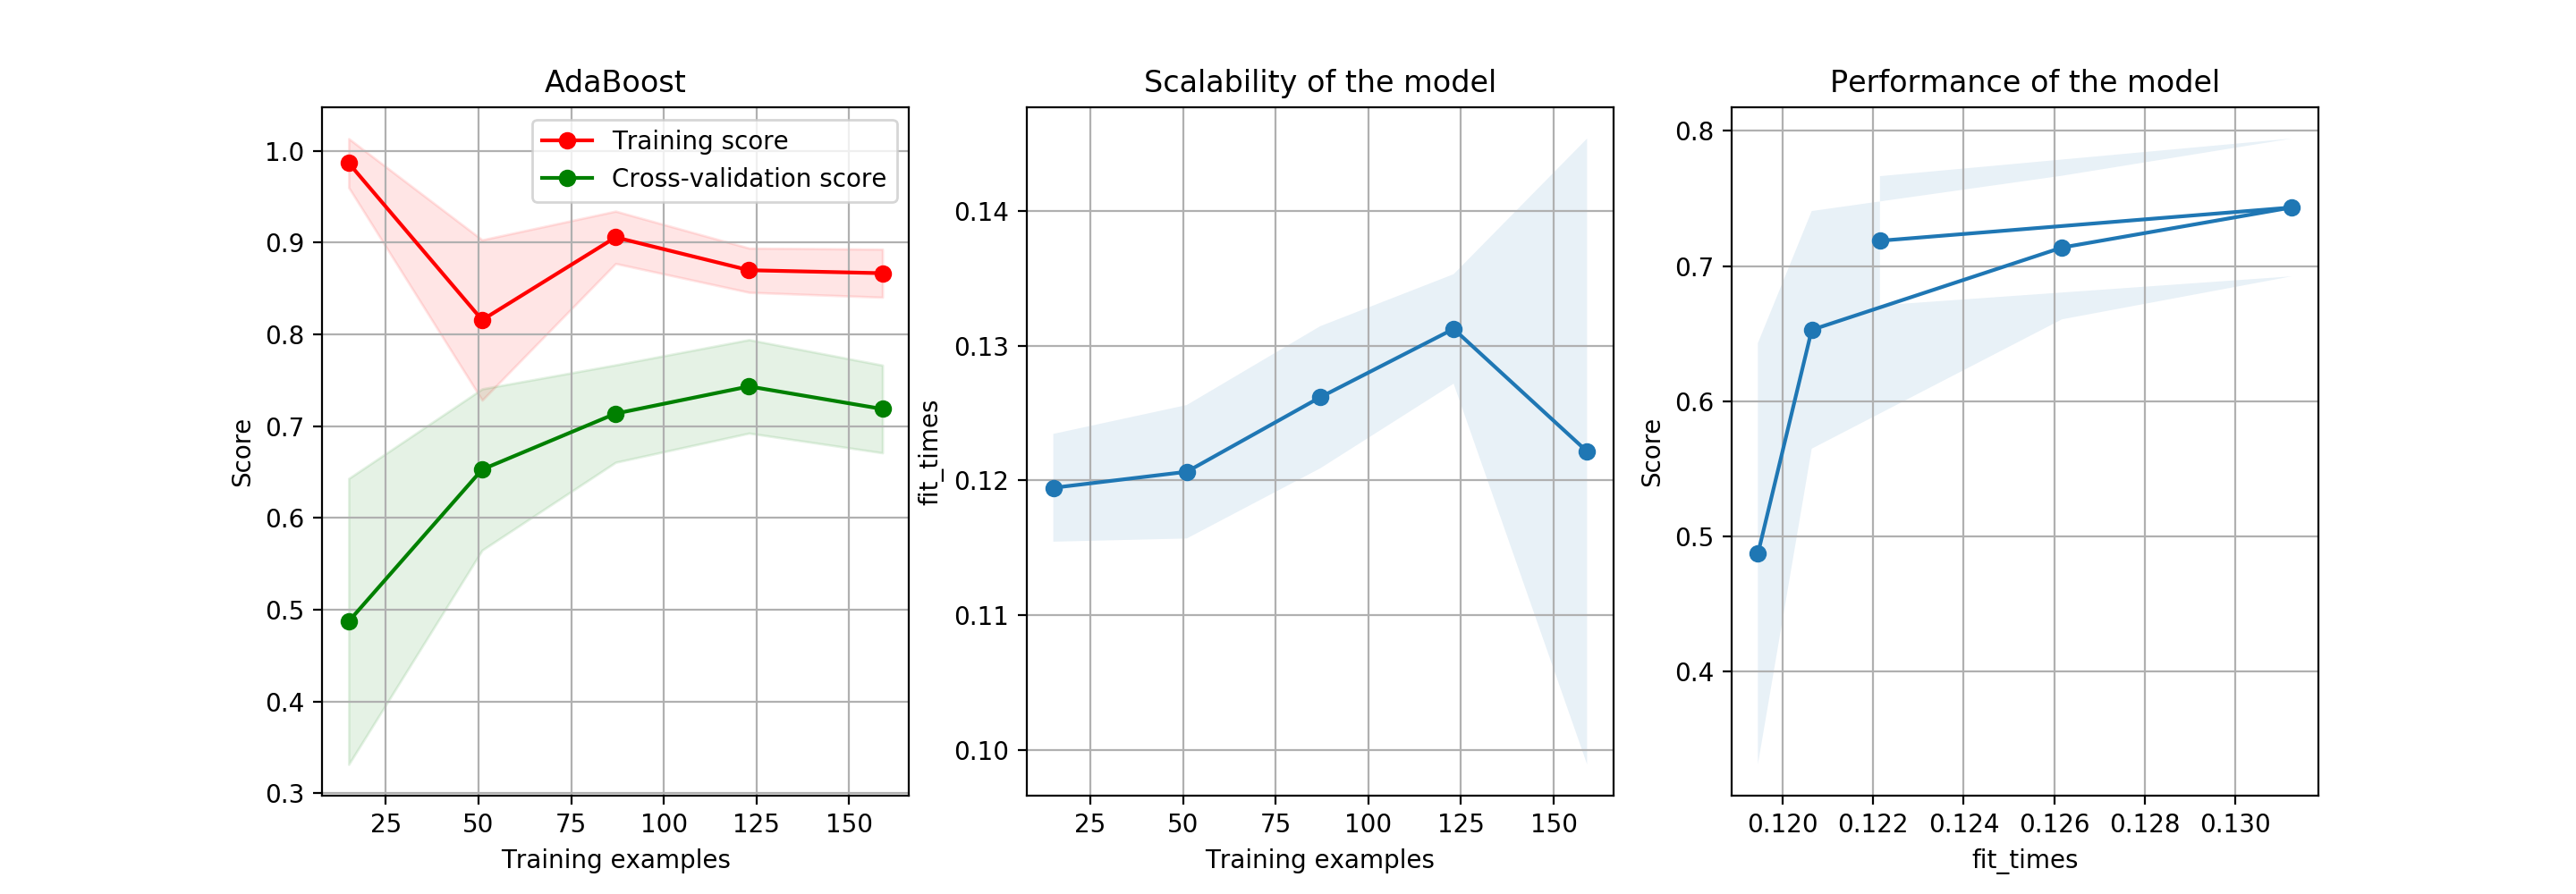 AdaBoost
Training score
Cross-validation score
1.0
0.9
0.8
0.7
0.6
0.5
0.4
0.3
Score
25 50 75 100 125 150
Training examples
Scalability of the model
0.14
0.13
0.12
0.11
0.10
fit_times
25 50 75 100 125 150
Training examples
Performance of the model
0.8
0.7
0.6
0.5
0.4
Score
0.120 0.122 0.124 0.126 0.128 0.130
fit_times